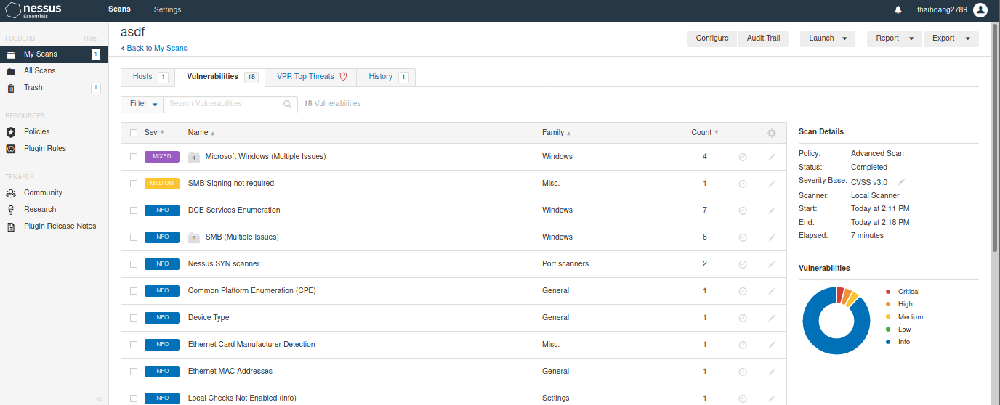 nessus
Essentials
Scans
Settings
thaihoang2789
FOLDERS
Hide
My Scans
1
All Scans
Trash
1
RESOURCES
Policies
Plugin Rules
TENABLE
Community
Research
Plugin Release Notes
asdf
Back to My Scans
Configure
Audit Trail
Launch
Report
Export
Hosts 1
Vulnerabilities 18
VPR Top Threats
History 1
Filter
Search Vulnerabilities
18 Vulnerabilities
Sev Name Family Count
MIXED 4 Microsoft Windows (Multiple Issues) Windows 4
MEDIUM SMB Signing not required Misc. 1
INFO DCE Services Enumeration Windows 7
INFO 6 SMB (Multiple Issues) Windows 6
INFO Nessus SYN scanner Port scanners 2
INFO Common Platform Enumeration (CPE) General 1
INFO Device Type General 1
INFO Ethernet Card Manufacturer Detection Misc. 1
INFO Ethernet MAC Addresses General 1
INFO Local Checks Not Enabled (info) Settings 1
Scan Details
Policy: Advanced Scan
Status: Completed
Severity Base: CVSS v3.0
Scanner: Local Scanner
Start: Today at 2:11 PM
End: Today at 2:18 PM
Elapsed: 7 minutes
Vulnerabilities
Critical
High
Medium
Low
Info